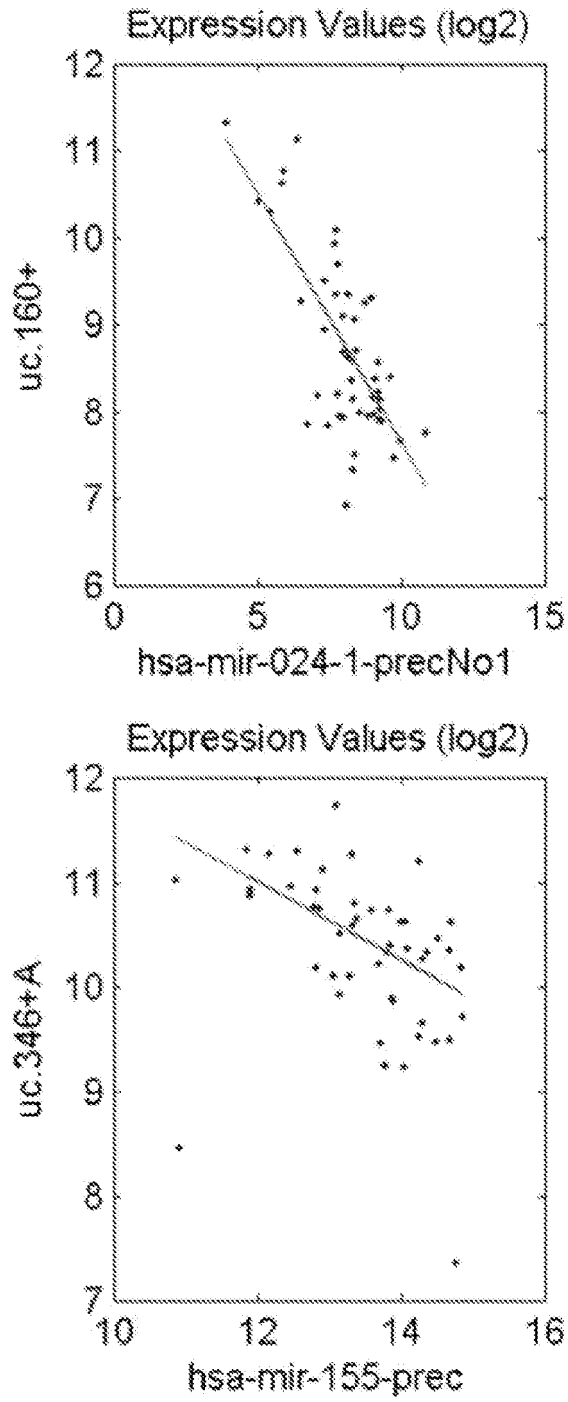 Expression Values (log2)
12
11
10
9
8
7
6
uc.160+
0 5 10 15
hsa-mir-024-1-precNo1
Expression Values (log2)
12
11
10
9
8
7
uc.346+A
10 12 14 16
hsa-mir-155-prec